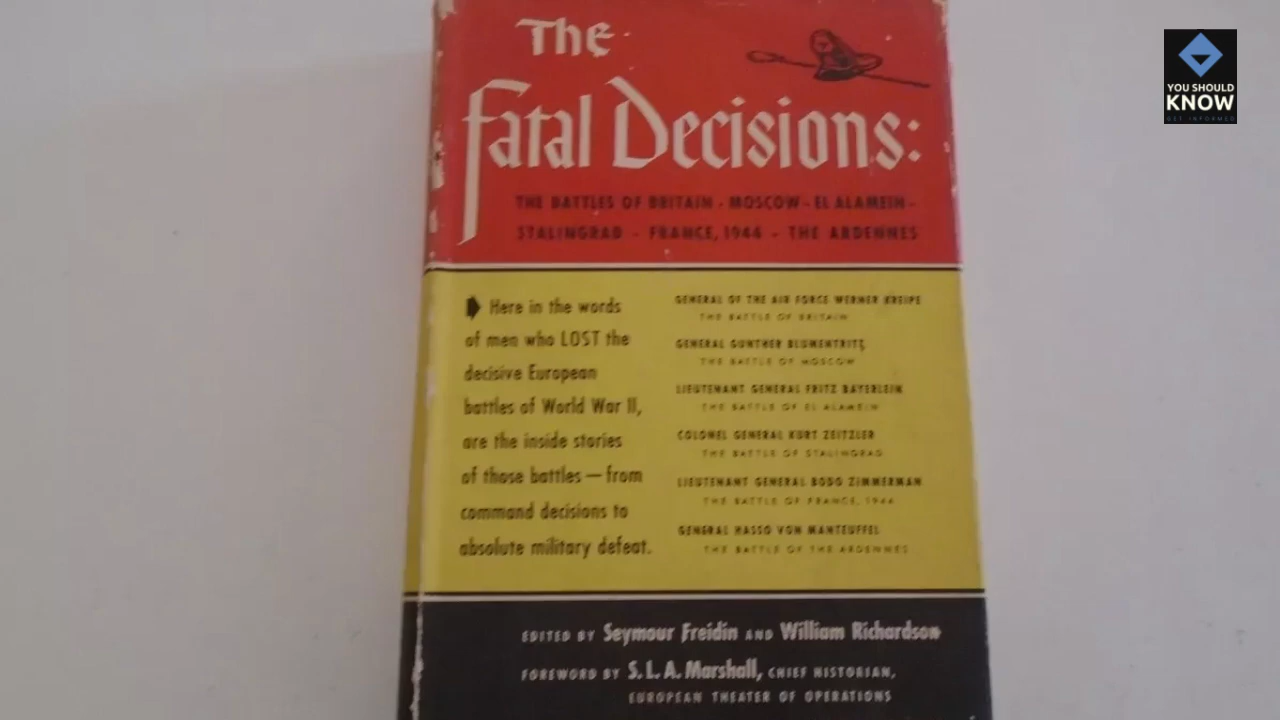 The
Fatal Decisions:
THE BATTLES OF BRITAIN - MOSCOW - EL ALAMEIN -
STALINGRAD - FRANCE, 1944 - THE ARDENNES
Here in the words
of men who LOST the
decisive European
battles of World War II,
are the inside stories
of those battles — from
command decisions to
absolute military defeat.
GENERAL OF THE AIR FORCE WERNER KREIPE
THE BATTLE OF BRITAIN
GENERAL GUNTHER BLUMENTRITT
THE BATTLE OF MOSCOW
LIEUTENANT GENERAL FRITZ BAYERLEIN
THE BATTLE OF EL ALAMEIN
COLONEL GENERAL KURT ZEITZLER
THE BATTLE OF STALINGRAD
LIEUTENANT GENERAL BODO ZIMMERMAN
THE BATTLE OF FRANCE, 1944
GENERAL HASSO VON MANTEUFFEL
THE BATTLE OF THE ARDENNES
EDITED BY Seymour Freidin AND William Richardson
FOREWORD BY S. L. A. Marshall, CHIEF HISTORIAN,
EUROPEAN THEATER OF OPERATIONS
YOU SHOULD
KNOW
GET INFORMED